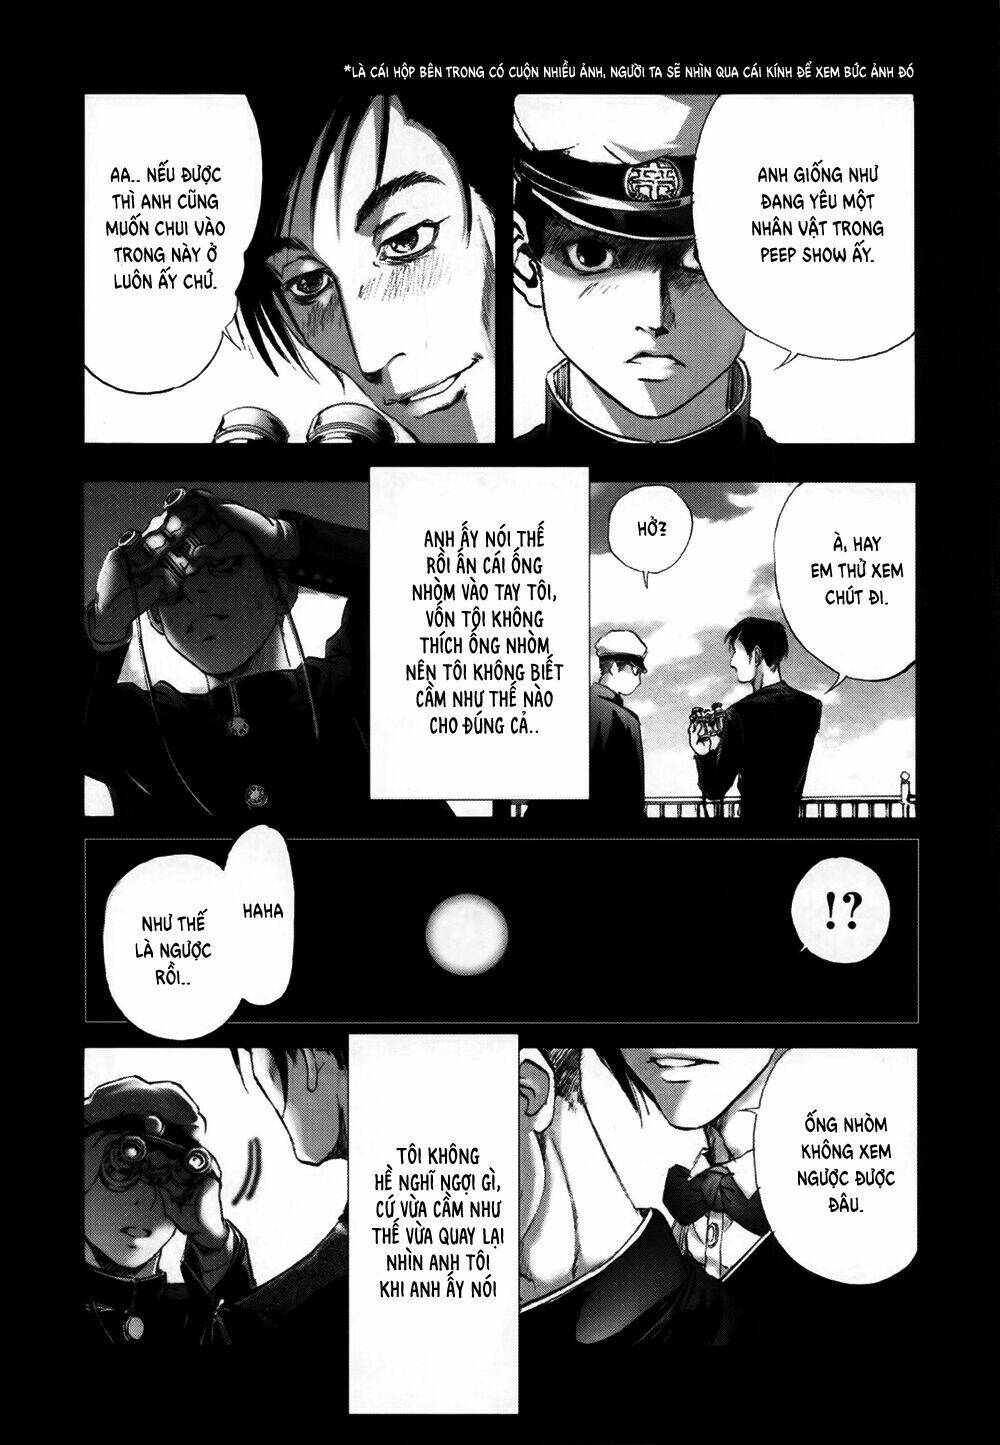 *LÀ CÁI HỘP BÊN TRONG CÓ CUỘN NHIỀU ẢNH, NGƯỜI TA SẼ NHÌN QUA CÁI KÍNH ĐỂ XEM BỨC ẢNH ĐÓ
ANH GIỐNG NHƯ
ĐANG YÊU MỘT
NHÂN VẬT TRONG
PEEP SHOW ẤY.
AA.. NẾU ĐƯỢC
THÌ ANH CŨNG
MUỐN CHUI VÀO
TRONG NÀY Ở
LUÔN ẤY CHỨ.
À, HAY
EM THỬ XEM
CHÚT ĐI.
HỞ?
ANH ẤY NÓI THẾ
RỒI ẤN CÁI ỐNG
NHÒM VÀO TAY TÔI,
VỐN TÔI KHÔNG
THÍCH ỐNG NHÒM
NÊN TÔI KHÔNG BIẾT
CẦM NHƯ THẾ NÀO
CHO ĐÚNG CẢ..
!?
HAHA
NHƯ THẾ
LÀ NGƯỢC
RỒI..
ỐNG NHÒM
KHÔNG XEM
NGƯỢC ĐƯỢC
ĐÂU.
TÔI KHÔNG
HỀ NGHĨ NGỢI GÌ,
CỨ VỪA CẦM NHƯ
THẾ VỪA QUAY LẠI
NHÌN ANH TÔI
KHI ANH ẤY NÓI